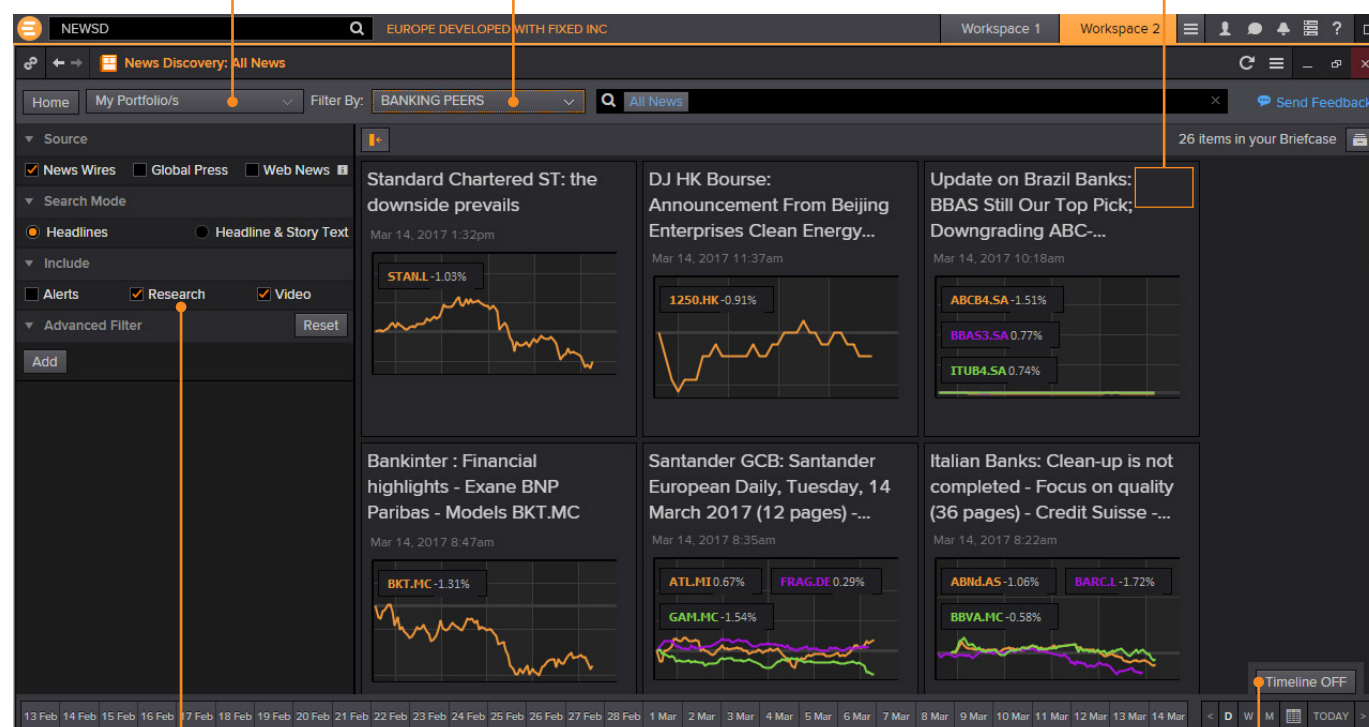 NEWSD
EUROPE DEVELOPED WITH FIXED INC
Workspace 1
Workspace 2
?
News Discovery: All News
Home
My Portfolio/s
Filter By:
BANKING PEERS
All News
Send Feedback
Source
26 items in your Briefcase
News Wires
Global Press
Web News
Search Mode
Headlines
Headline & Story Text
Include
Alerts
Research
Video
Advanced Filter
Reset
Add
Standard Chartered ST: the
downside prevails
Mar 14, 2017 1:32pm
STAN.L -1.03%
DJ HK Bourse:
Announcement From Beijing
Enterprises Clean Energy...
Mar 14, 2017 11:37am
1250.HK -0.91%
Update on Brazil Banks:
BBAS Still Our Top Pick;
Downgrading ABC-...
Mar 14, 2017 10:18am
ABCB4.SA -1.51%
BBAS3.SA 0.77%
ITUB4.SA 0.74%
Bankinter : Financial
highlights - Exane BNP
Paribas - Models BKT.MC
Mar 14, 2017 8:47am
BKT.MC -1.31%
Santander GCB: Santander
European Daily, Tuesday, 14
March 2017 (12 pages) -...
Mar 14, 2017 8:35am
ATL.MI 0.67%
FRAG.DE 0.29%
GAM.MC -1.54%
Italian Banks: Clean-up is not
completed - Focus on quality
(36 pages) - Credit Suisse -...
Mar 14, 2017 8:22am
ABNd.AS -1.06%
BARC.L -1.72%
BBVA.MC -0.58%
Timeline OFF
13 Feb 14 Feb 15 Feb 16 Feb 17 Feb 18 Feb 19 Feb 20 Feb 21 Feb 22 Feb 23 Feb 24 Feb 25 Feb 26 Feb 27 Feb 28 Feb 1 Mar 2 Mar 3 Mar 4 Mar 5 Mar 6 Mar 7 Mar 8 Mar 9 Mar 10 Mar 11 Mar 12 Mar 13 Mar 14 Mar < D W M TODAY